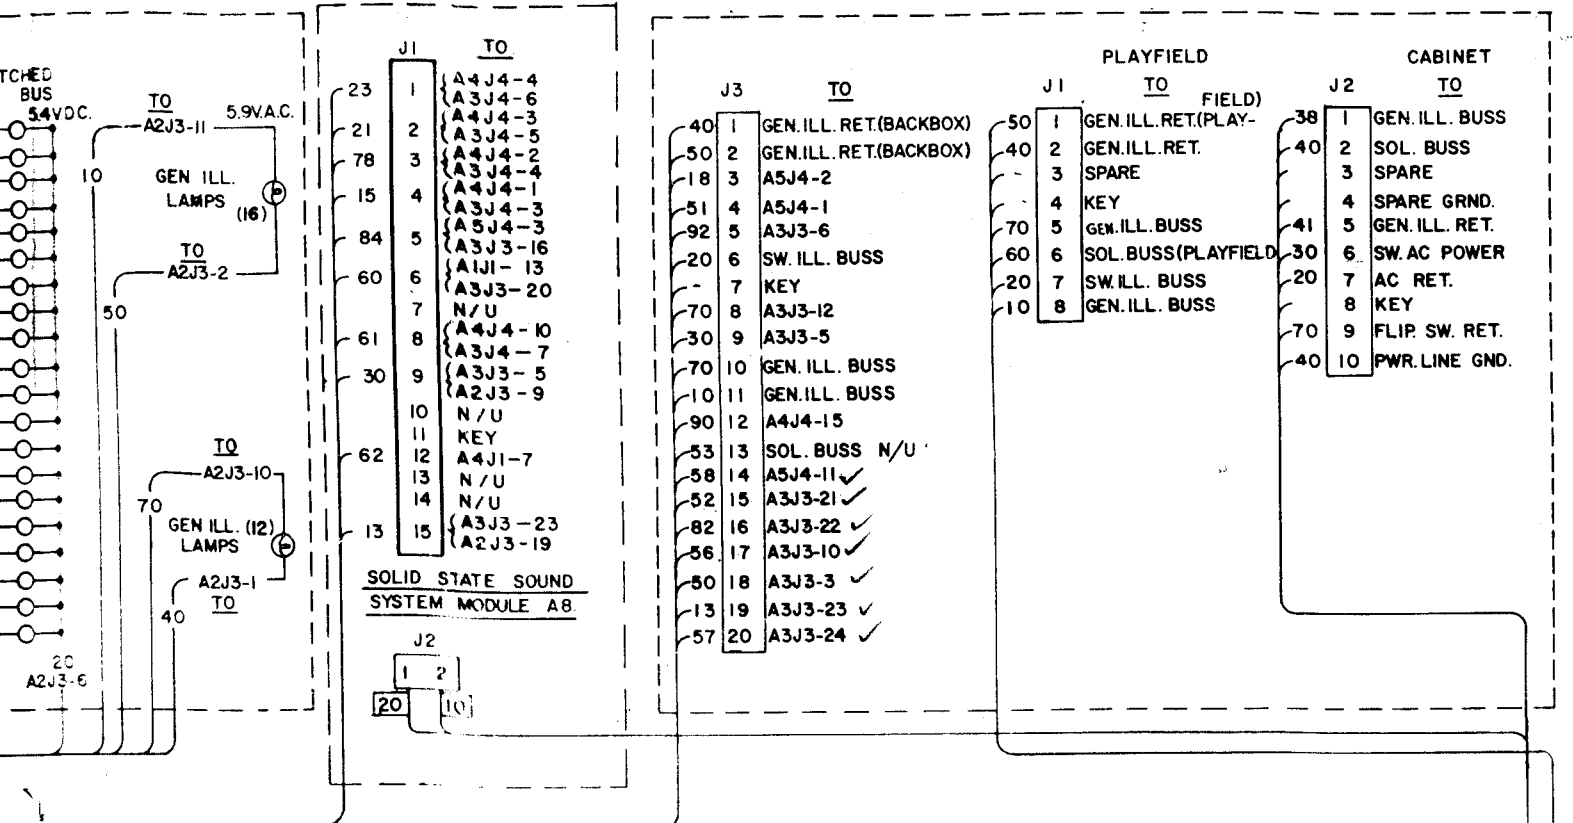 TCHED
BUS
5.4VDC.
TO
A2J3-11
5.9V.A.C.
10
GEN ILL.
LAMPS
(16)
TO
A2J3-2
50
TO
A2J3-10
70
GEN ILL. (12)
LAMPS
A2J3-1
TO
40
20
A2J3-6
J1 TO
23 1 A4J4-4
A3J4-6
21 2 A4J4-3
A3J4-5
78 3 A4J4-2
A3J4-4
15 4 A4J4-1
A3J4-3
84 5 A5J4-3
A3J3-16
60 6 A1J1-13
A3J3-20
7 N/U
61 8 A4J4-10
A3J4-7
30 9 A3J3-5
A2J3-9
10 N/U
11 KEY
62 12 A4J1-7
13 N/U
14 N/U
13 15 A3J3-23
A2J3-19
SOLID STATE SOUND
SYSTEM MODULE A8.
J2
1 2
20 10
J3 TO
40 1 GEN.ILL.RET.(BACKBOX)
50 2 GEN.ILL.RET.(BACKBOX)
18 3 A5J4-2
51 4 A5J4-1
92 5 A3J3-6
20 6 SW. ILL. BUSS
- 7 KEY
70 8 A3J3-12
30 9 A3J3-5
70 10 GEN. ILL. BUSS
10 11 GEN.ILL. BUSS
90 12 A4J4-15
53 13 SOL. BUSS N/U
58 14 A5J4-11 ✓
52 15 A3J3-21 ✓
82 16 A3J3-22 ✓
56 17 A3J3-10 ✓
50 18 A3J3-3 ✓
13 19 A3J3-23 ✓
57 20 A3J3-24 ✓
PLAYFIELD
J1 TO
FIELD)
50 1 GEN.ILL.RET.(PLAY-
40 2 GEN.ILL.RET.
- 3 SPARE
- 4 KEY
70 5 GEN.ILL. BUSS
60 6 SOL.BUSS(PLAYFIELD
20 7 SW.ILL. BUSS
10 8 GEN. ILL. BUSS
CABINET
J2 TO
38 1 GEN. ILL. BUSS
40 2 SOL. BUSS
3 SPARE
4 SPARE GRND.
41 5 GEN. ILL. RET.
30 6 SW. AC POWER
20 7 AC RET.
8 KEY
70 9 FLIP. SW. RET.
40 10 PWR. LINE GND.